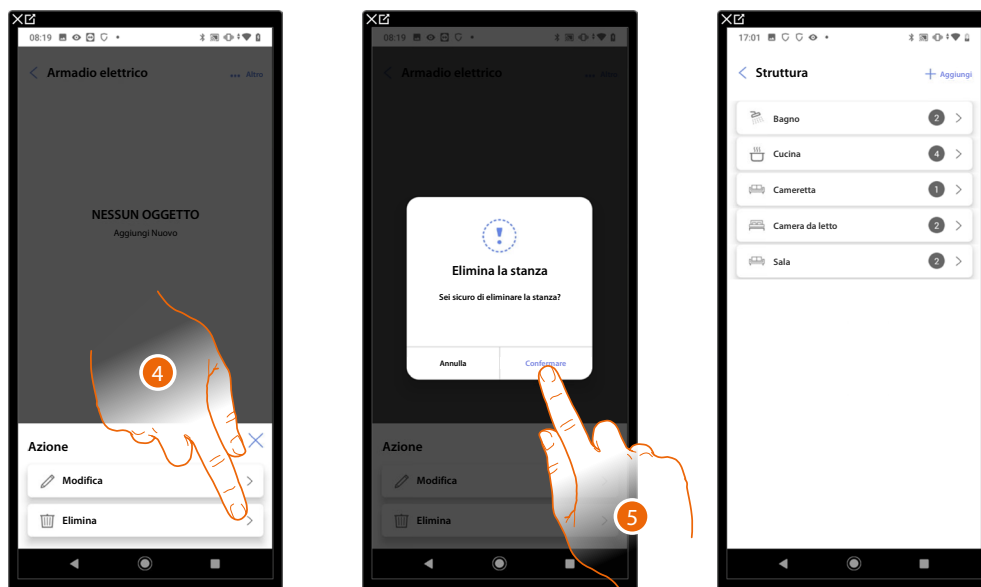 08:19
Armadio elettrico
••• Altro
NESSUN OGGETTO
Aggiungi Nuovo
4
Azione
Modifica
Elimina
08:19
Armadio elettrico
••• Altro
Elimina la stanza
Sei sicuro di eliminare la stanza?
Annulla
Confermare
Azione
Modifica
Elimina
5
17:01
Struttura
+ Aggiungi
Bagno 2
Cucina 4
Cameretta 1
Camera da letto 2
Sala 2